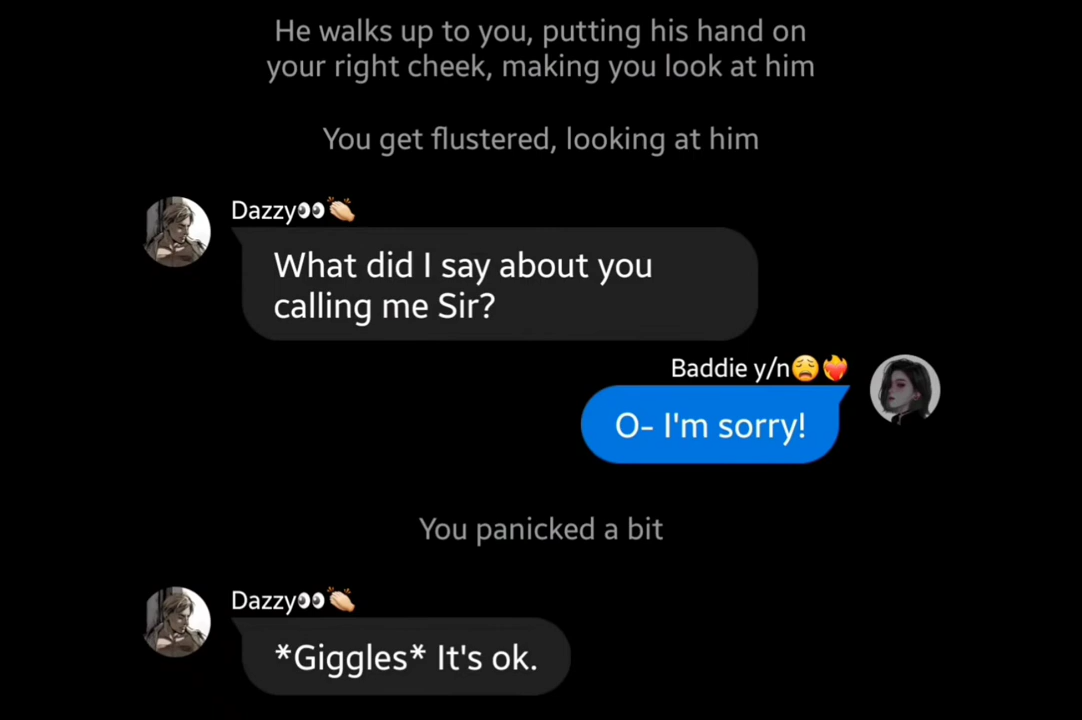 He walks up to you, putting his hand on
your right cheek, making you look at him
You get flustered, looking at him
Dazzy👀👏🏻
What did I say about you
calling me Sir?
Baddie y/n😩❤️‍🔥
O- I'm sorry!
You panicked a bit
Dazzy👀👏🏻
*Giggles* It's ok.